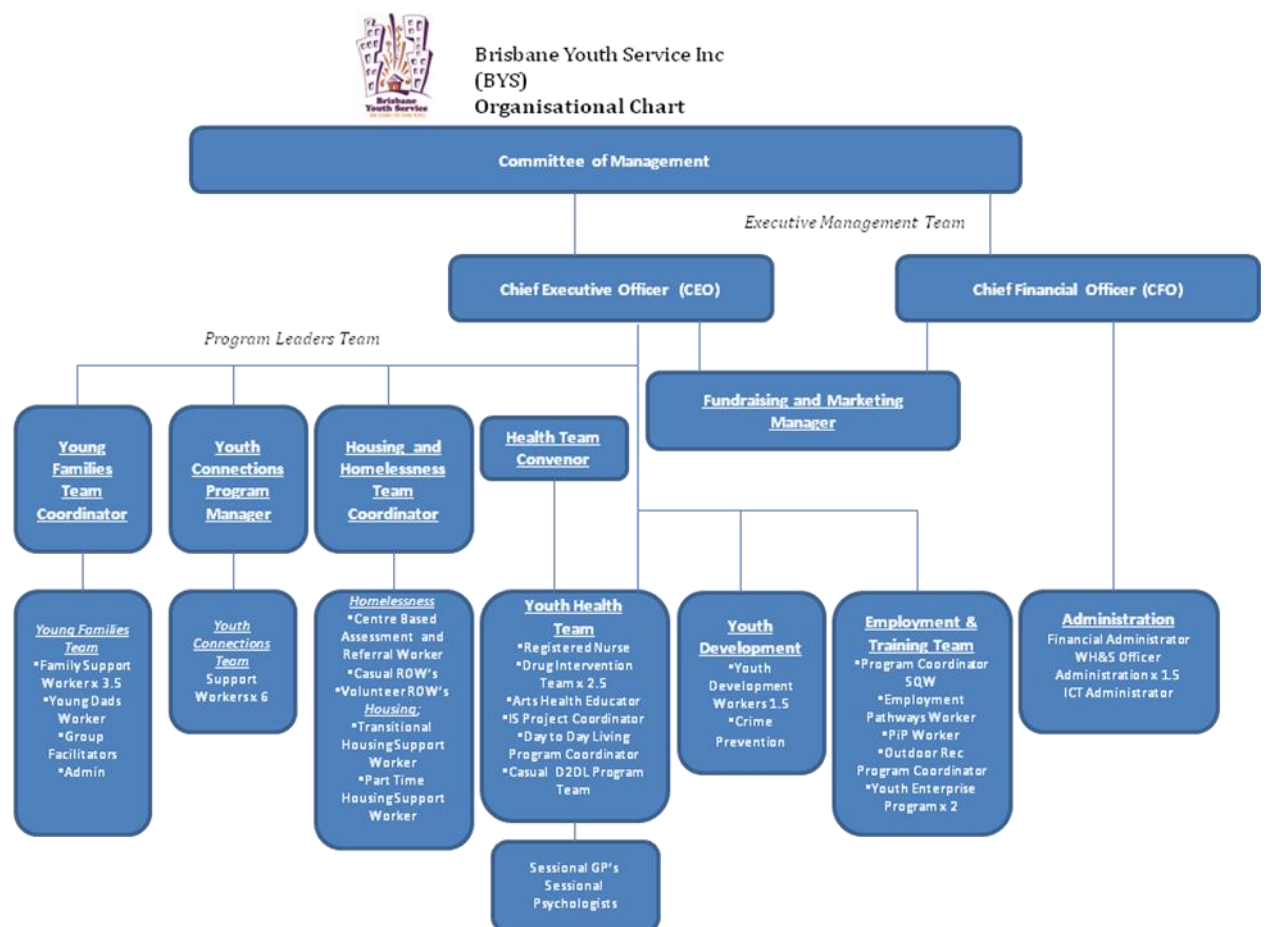 Brisbane
Youth Service
Brisbane Youth Service Inc
(BYS)
Organisational Chart
Committee of Management
Executive Management Team
Chief Executive Officer (CEO)
Chief Financial Officer (CFO)
Program Leaders Team
Fundraising and Marketing
Manager
Young
Families
Team
Coordinator
Youth
Connections
Program
Manager
Housing and
Homelessness
Team
Coordinator
Health Team
Convenor
Young Families
Team
▪Family Support
Worker x 3.5
▪Young Dads
Worker
▪Group
Facilitators
▪Admin
Youth
Connections
Team
Support
Workers x 6
Homelessness
▪Centre Based
Assessment and
Referral Worker
▪Casual ROW's
▪Volunteer ROW's
Housing;
▪Transitional
Housing Support
Worker
▪Part Time
Housing Support
Worker
Youth Health
Team
▪Registered Nurse
▪Drug Intervention
Team x 2.5
▪Arts Health Educator
▪IS Project Coordinator
▪Day to Day Living
Program Coordinator
▪Casual D2DL Program
Team
Youth
Development
▪Youth
Development
Workers 1.5
▪Crime
Prevention
Employment &
Training Team
▪Program Coordinator
SQW
▪Employment
Pathways Worker
▪PiP Worker
▪Outdoor Rec
Program Coordinator
▪Youth Enterprise
Program x 2
Administration
Financial Administrator
WH&S Officer
Administration x 1.5
ICT Administrator
Sessional GP's
Sessional
Psychologists